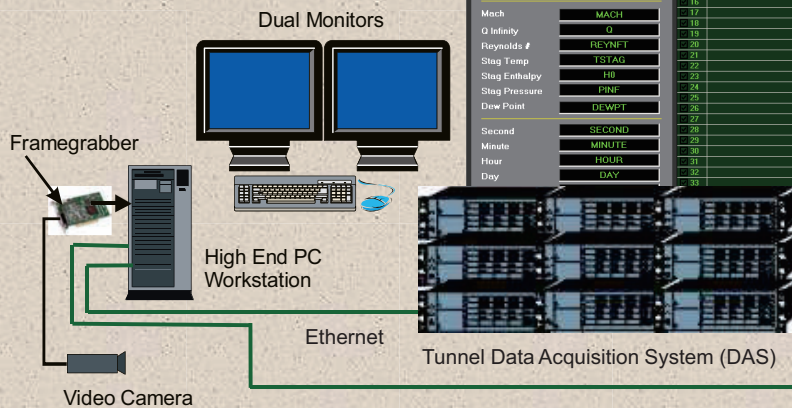 Dual Monitors
Framegrabber
High End PC
Workstation
Ethernet
Video Camera
Tunnel Data Acquisition System (DAS)
Mach MACH
Q Infinity Q
Reynolds # REYNFT
Stag Temp TSTAG
Stag Enthalpy H0
Stag Pressure PINF
Dew Point DEWPT
Second SECOND
Minute MINUTE
Hour HOUR
Day DAY
16
17
18
19
20
21
22
23
24
25
26
27
28
29
30
31
32
33